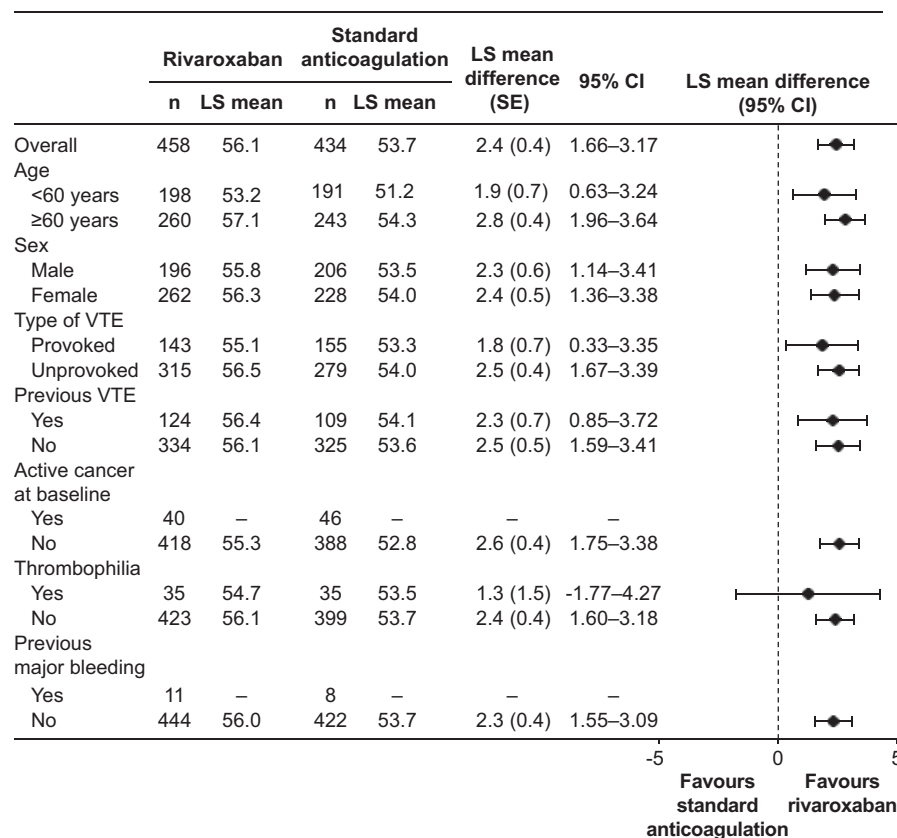 Rivaroxaban Standard anticoagulation LS mean difference (SE) 95% CI LS mean difference (95% CI)
n LS mean n LS mean
Overall 458 56.1 434 53.7 2.4 (0.4) 1.66–3.17
Age
<60 years 198 53.2 191 51.2 1.9 (0.7) 0.63–3.24
≥60 years 260 57.1 243 54.3 2.8 (0.4) 1.96–3.64
Sex
Male 196 55.8 206 53.5 2.3 (0.6) 1.14–3.41
Female 262 56.3 228 54.0 2.4 (0.5) 1.36–3.38
Type of VTE
Provoked 143 55.1 155 53.3 1.8 (0.7) 0.33–3.35
Unprovoked 315 56.5 279 54.0 2.5 (0.4) 1.67–3.39
Previous VTE
Yes 124 56.4 109 54.1 2.3 (0.7) 0.85–3.72
No 334 56.1 325 53.6 2.5 (0.5) 1.59–3.41
Active cancer
at baseline
Yes 40 – 46 – – –
No 418 55.3 388 52.8 2.6 (0.4) 1.75–3.38
Thrombophilia
Yes 35 54.7 35 53.5 1.3 (1.5) -1.77–4.27
No 423 56.1 399 53.7 2.4 (0.4) 1.60–3.18
Previous
major bleeding
Yes 11 – 8 – – –
No 444 56.0 422 53.7 2.3 (0.4) 1.55–3.09
-5 0 5
Favours standard anticoagulation Favours rivaroxaban